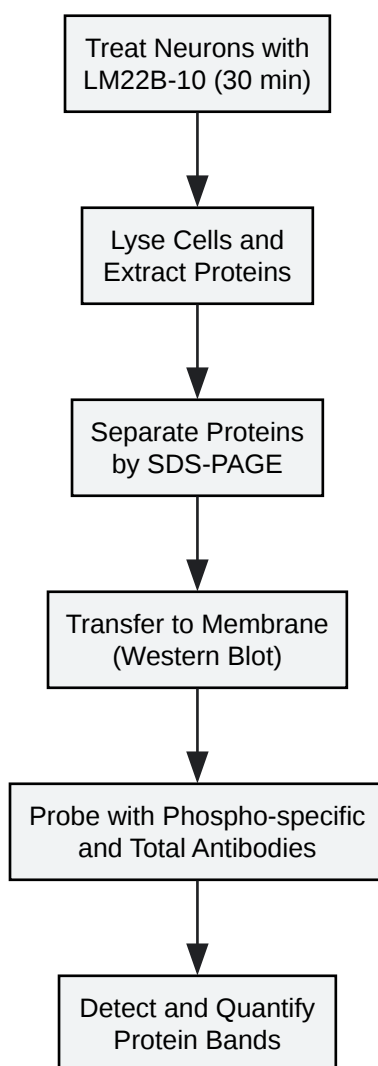 Treat Neurons with
LM22B-10 (30 min)
Lyse Cells and
Extract Proteins
Separate Proteins
by SDS-PAGE
Transfer to Membrane
(Western Blot)
Probe with Phospho-specific
and Total Antibodies
Detect and Quantify
Protein Bands